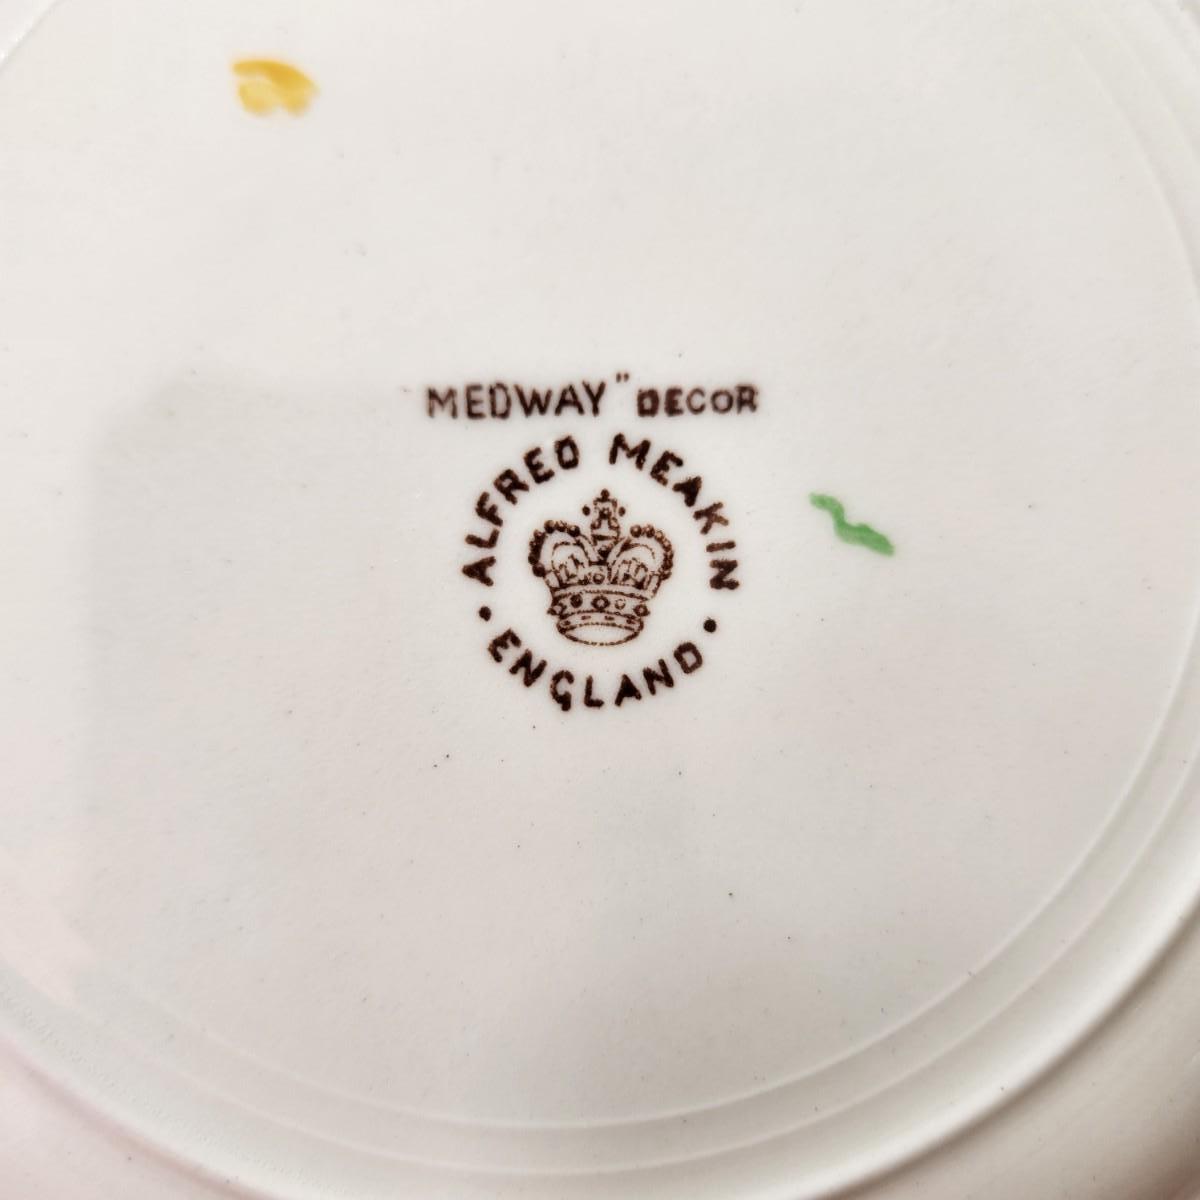 MEDWAY" DECOR
ALFRED MEAKIN
• ENGLAND •